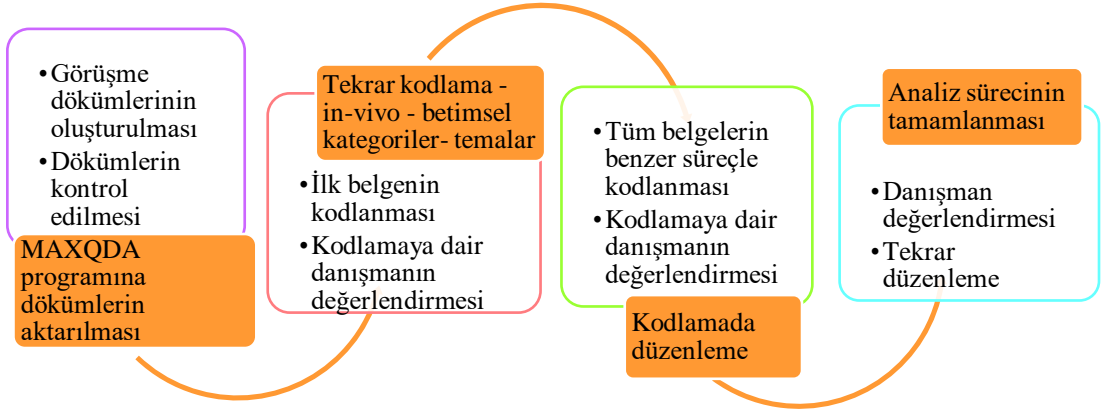 •Görüşme
dökümlerinin
oluşturulması
•Dökümlerin
kontrol
edilmesi
MAXQDA
programına
dökümlerin
aktarılması
Tekrar kodlama -
in-vivo - betimsel
kategoriler- temalar
•İlk belgenin
kodlanması
•Kodlamaya dair
danışmanın
değerlendirmesi
•Tüm belgelerin
benzer süreçle
kodlanması
•Kodlamaya dair
danışmanın
değerlendirmesi
Kodlamada
düzenleme
Analiz sürecinin
tamamlanması
•Danışman
değerlendirmesi
•Tekrar
düzenleme